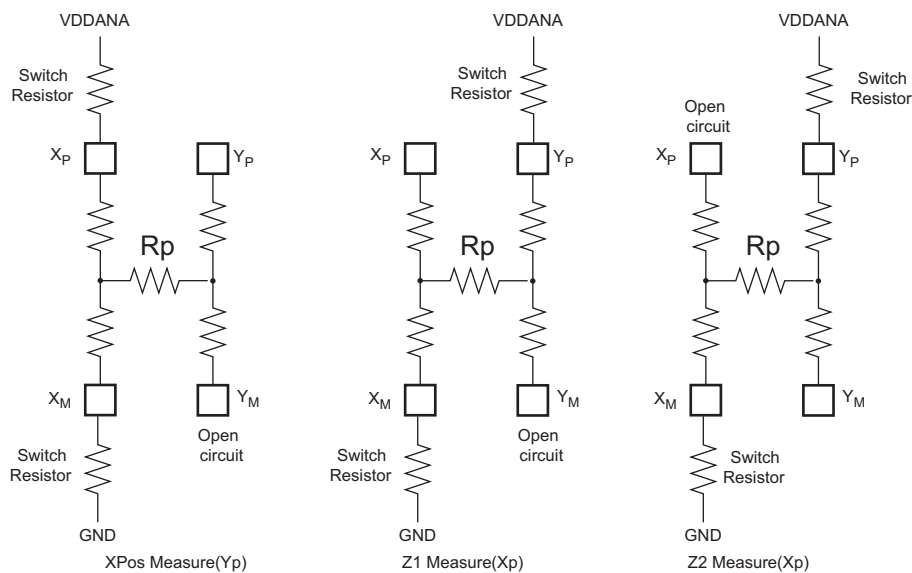 VDDANA
Switch
Resistor
XP
YP
Rp
XM
YM
Open
circuit
Switch
Resistor
GND
XPos Measure(Yp)
VDDANA
Switch
Resistor
XP
YP
Rp
XM
YM
Open
circuit
Switch
Resistor
GND
Z1 Measure(Xp)
VDDANA
Switch
Resistor
Open
circuit
XP
YP
Rp
XM
YM
Switch
Resistor
GND
Z2 Measure(Xp)